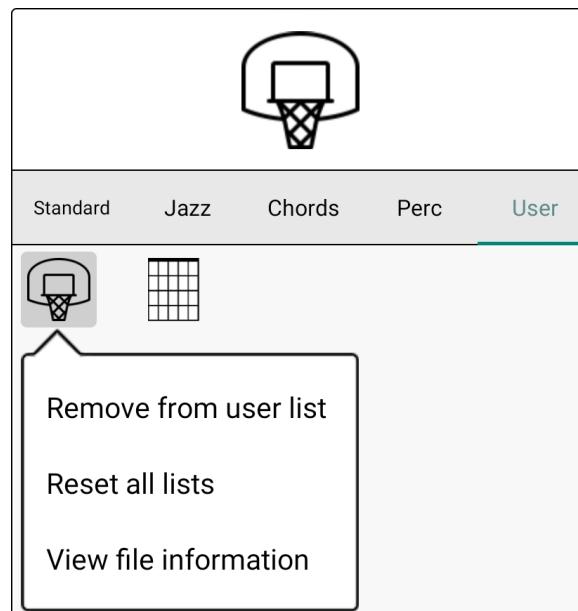 Standard Jazz Chords Perc User
Remove from user list
Reset all lists
View file information